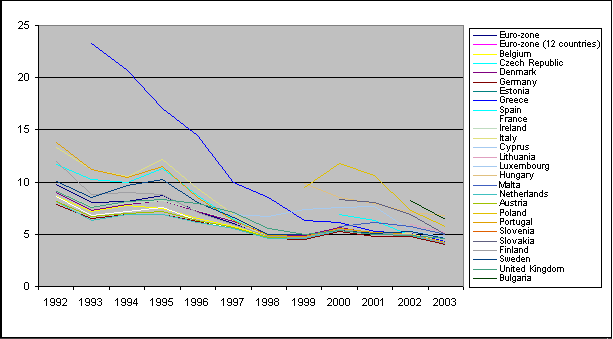 25
20
15
10
5
0
1992 1993 1994 1995 1996 1997 1998 1999 2000 2001 2002 2003
Euro-zone
Euro-zone (12 countries)
Belgium
Czech Republic
Denmark
Germany
Estonia
Greece
Spain
France
Ireland
Italy
Cyprus
Lithuania
Luxembourg
Hungary
Malta
Netherlands
Austria
Poland
Portugal
Slovenia
Slovakia
Finland
Sweden
United Kingdom
Bulgaria